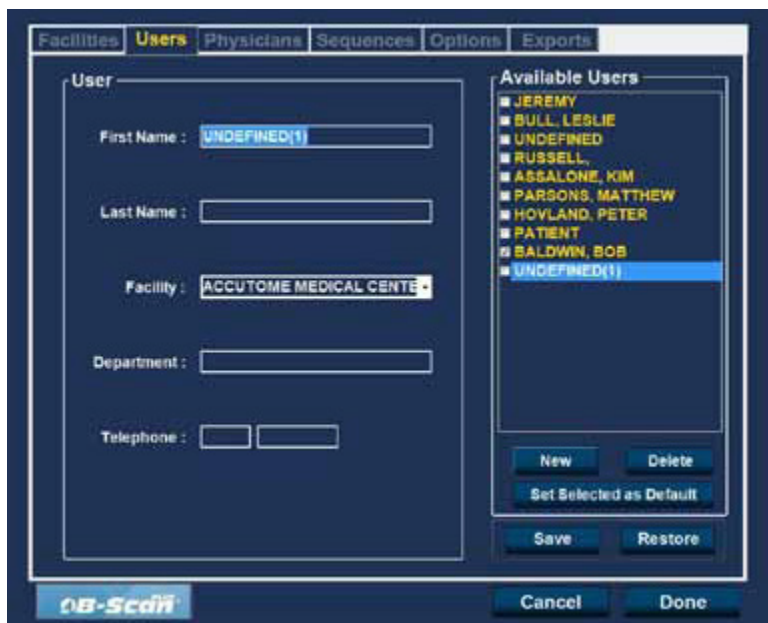 Facilities Users Physicians Sequences Options Exports
User
First Name : UNDEFINED(1)
Last Name :
Facility : ACCUTOME MEDICAL CENTE
Department :
Telephone :
Available Users
JEREMY
BULL, LESLIE
UNDEFINED
RUSSELL,
ASSALONE, KIM
PARSONS, MATTHEW
HOVLAND, PETER
PATIENT
BALDWIN, BOB
UNDEFINED(1)
New Delete
Set Selected as Default
Save Restore
B-Scan
Cancel Done